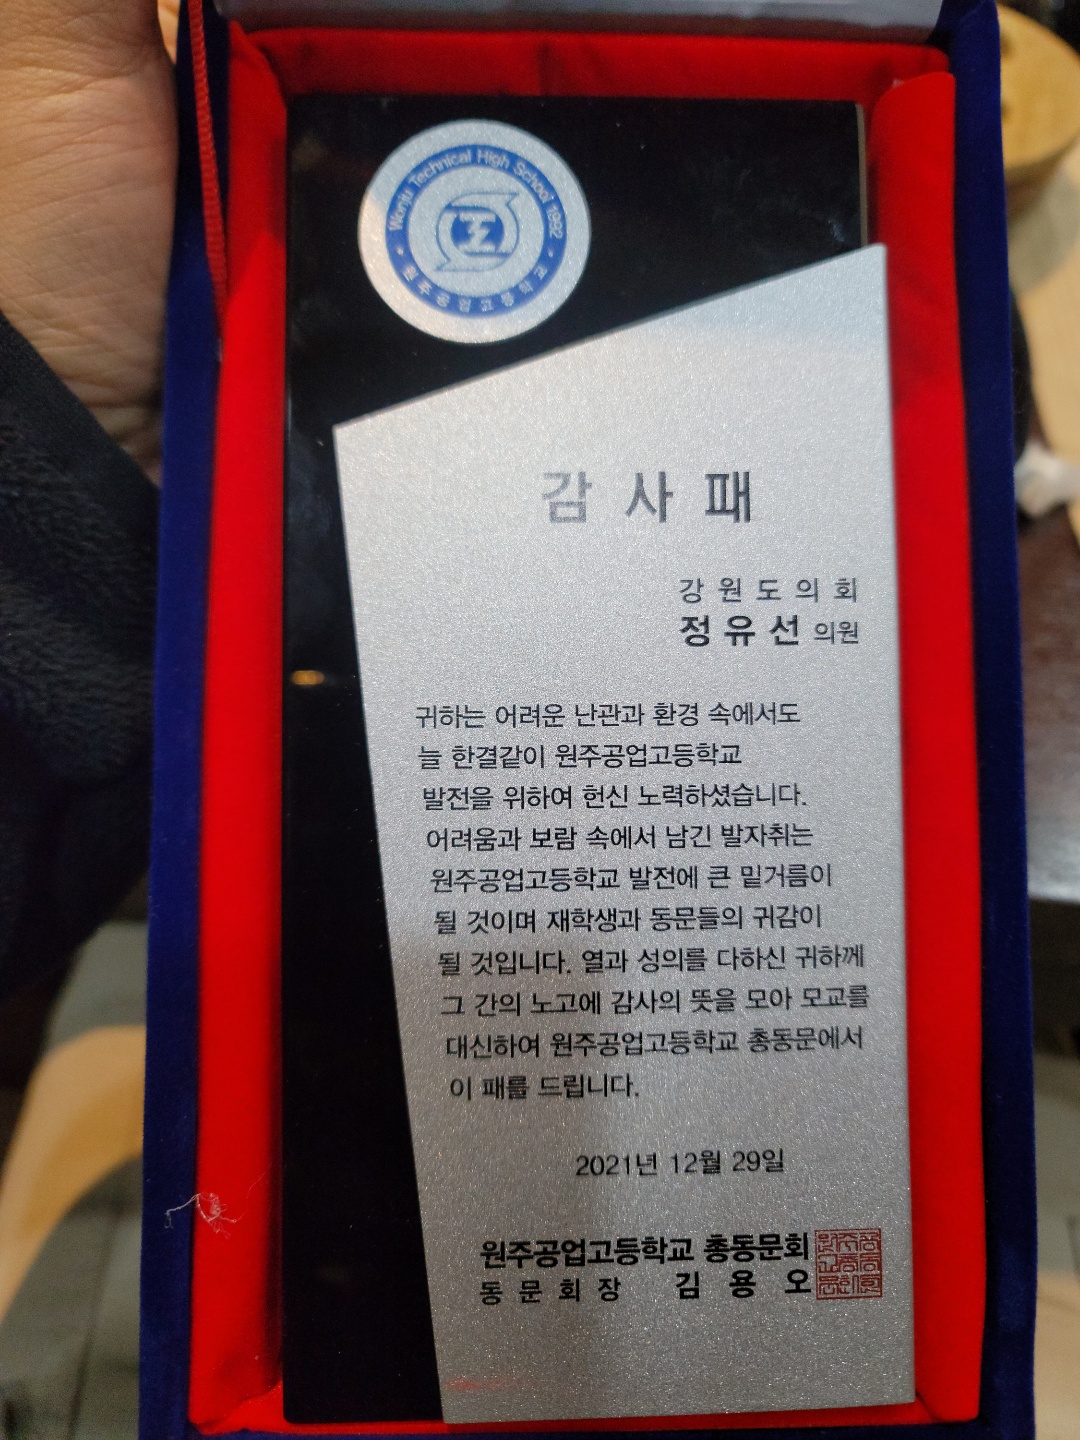 Wonju Technical High School 1992
공
원주공업고등학교
감사패
강원도의회
정유선 의원
귀하는 어려운 난관과 환경 속에서도
늘 한결같이 원주공업고등학교
발전을 위하여 헌신 노력하셨습니다.
어려움과 보람 속에서 남긴 발자취는
원주공업고등학교 발전에 큰 밑거름이
될 것이며 재학생과 동문들의 귀감이
될 것입니다. 열과 성의를 다하신 귀하께
그 간의 노고에 감사의 뜻을 모아 모교를
대신하여 원주공업고등학교 총동문에서
이 패를 드립니다.
2021년 12월 29일
원주공업고등학교 총동문회
동문회장 김용오